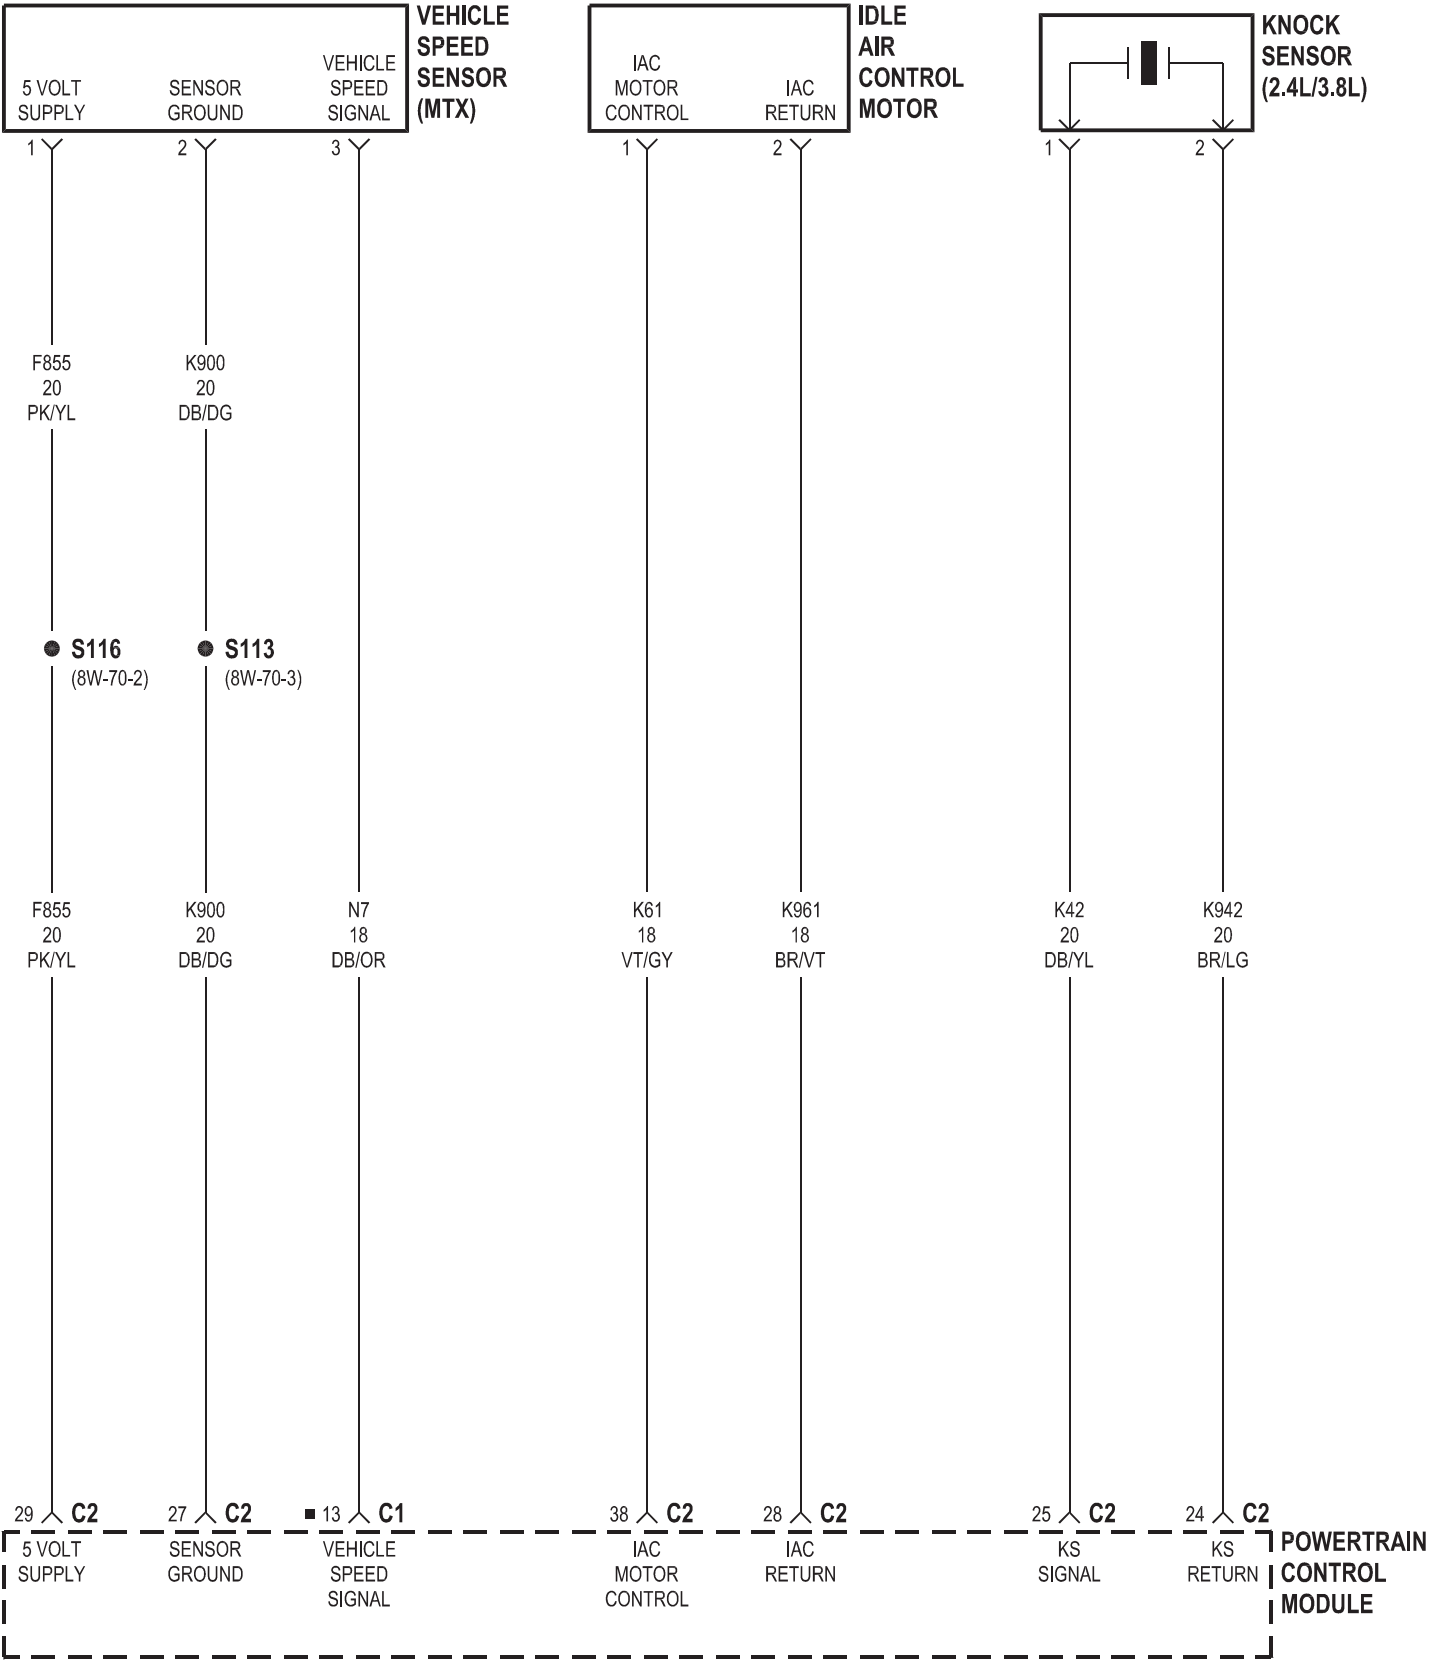 VEHICLE
SPEED
SENSOR
(MTX)
5 VOLT
SUPPLY
SENSOR
GROUND
VEHICLE
SPEED
SIGNAL
IDLE
AIR
CONTROL
MOTOR
IAC
MOTOR
CONTROL
IAC
RETURN
KNOCK
SENSOR
(2.4L/3.8L)
1
2
3
1
2
1
2
F855
20
PK/YL
K900
20
DB/DG
S116
(8W-70-2)
S113
(8W-70-3)
F855
20
PK/YL
K900
20
DB/DG
N7
18
DB/OR
K61
18
VT/GY
K961
18
BR/VT
K42
20
DB/YL
K942
20
BR/LG
29 C2
27 C2
13 C1
38 C2
28 C2
25 C2
24 C2
5 VOLT
SUPPLY
SENSOR
GROUND
VEHICLE
SPEED
SIGNAL
IAC
MOTOR
CONTROL
IAC
RETURN
KS
SIGNAL
KS
RETURN
POWERTRAIN
CONTROL
MODULE